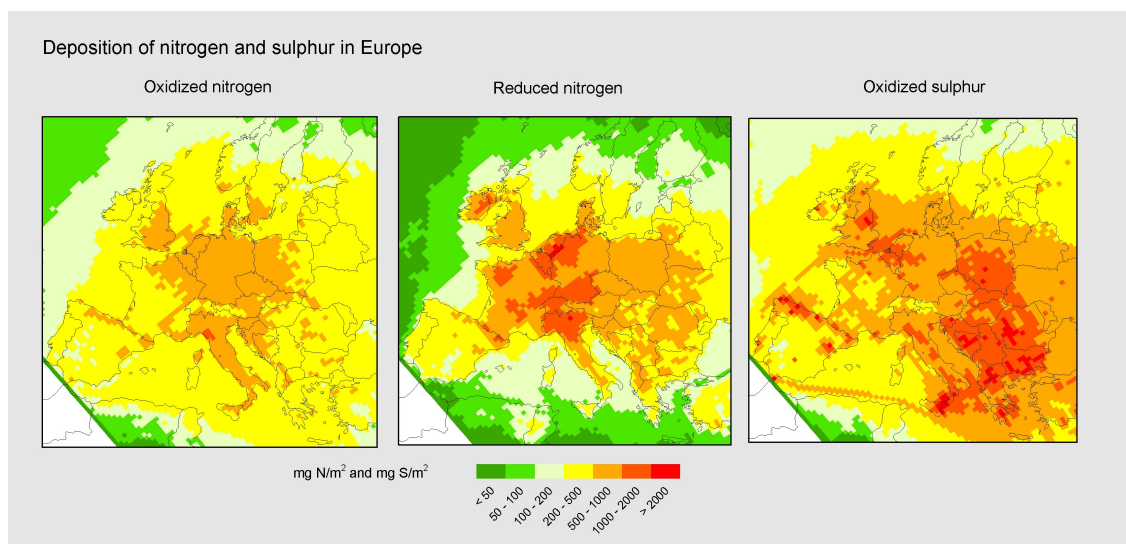 Deposition of nitrogen and sulphur in Europe
Oxidized nitrogen
Reduced nitrogen
Oxidized sulphur
mg N/m² and mg S/m²
< 50
50 - 100
100 - 200
200 - 500
500 - 1000
1000 - 2000
> 2000